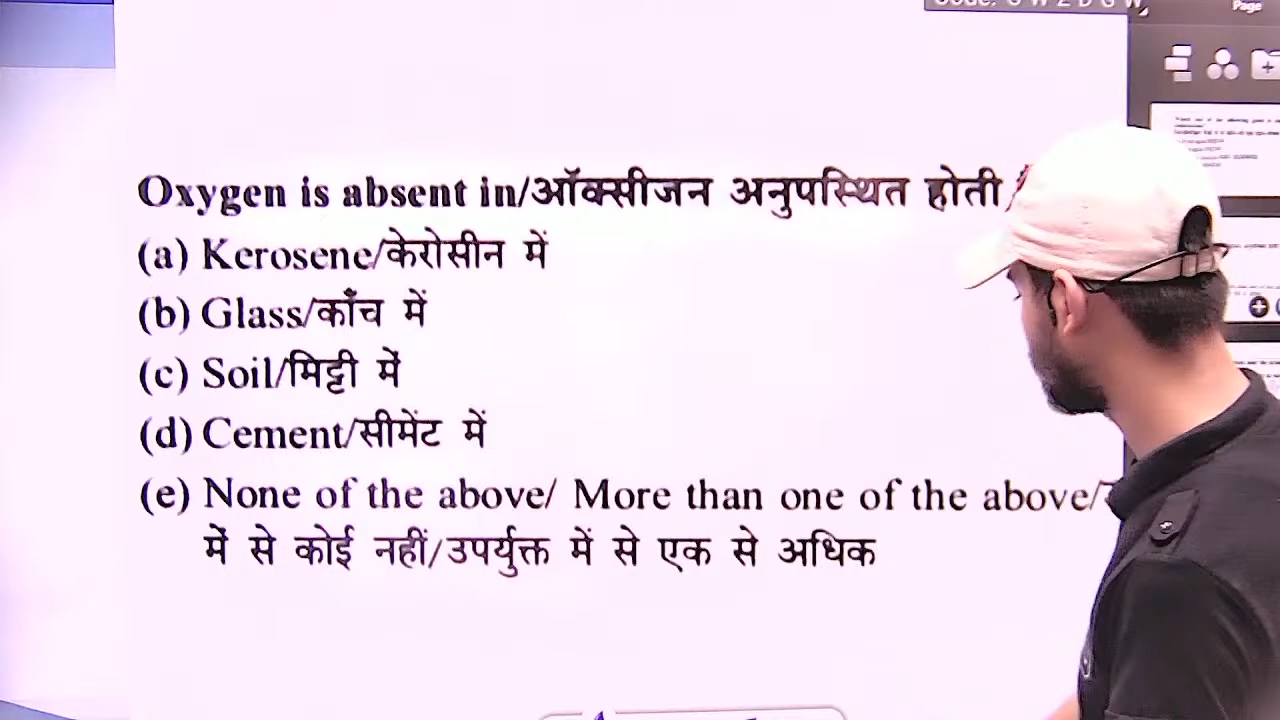 Page
Oxygen is absent in/ऑक्सीजन अनुपस्थित होती
(a) Kerosene/केरोसीन में
(b) Glass/काँच में
(c) Soil/मिट्टी में
(d) Cement/सीमेंट में
(e) None of the above/ More than one of the above/
में से कोई नहीं/उपर्युक्त में से एक से अधिक